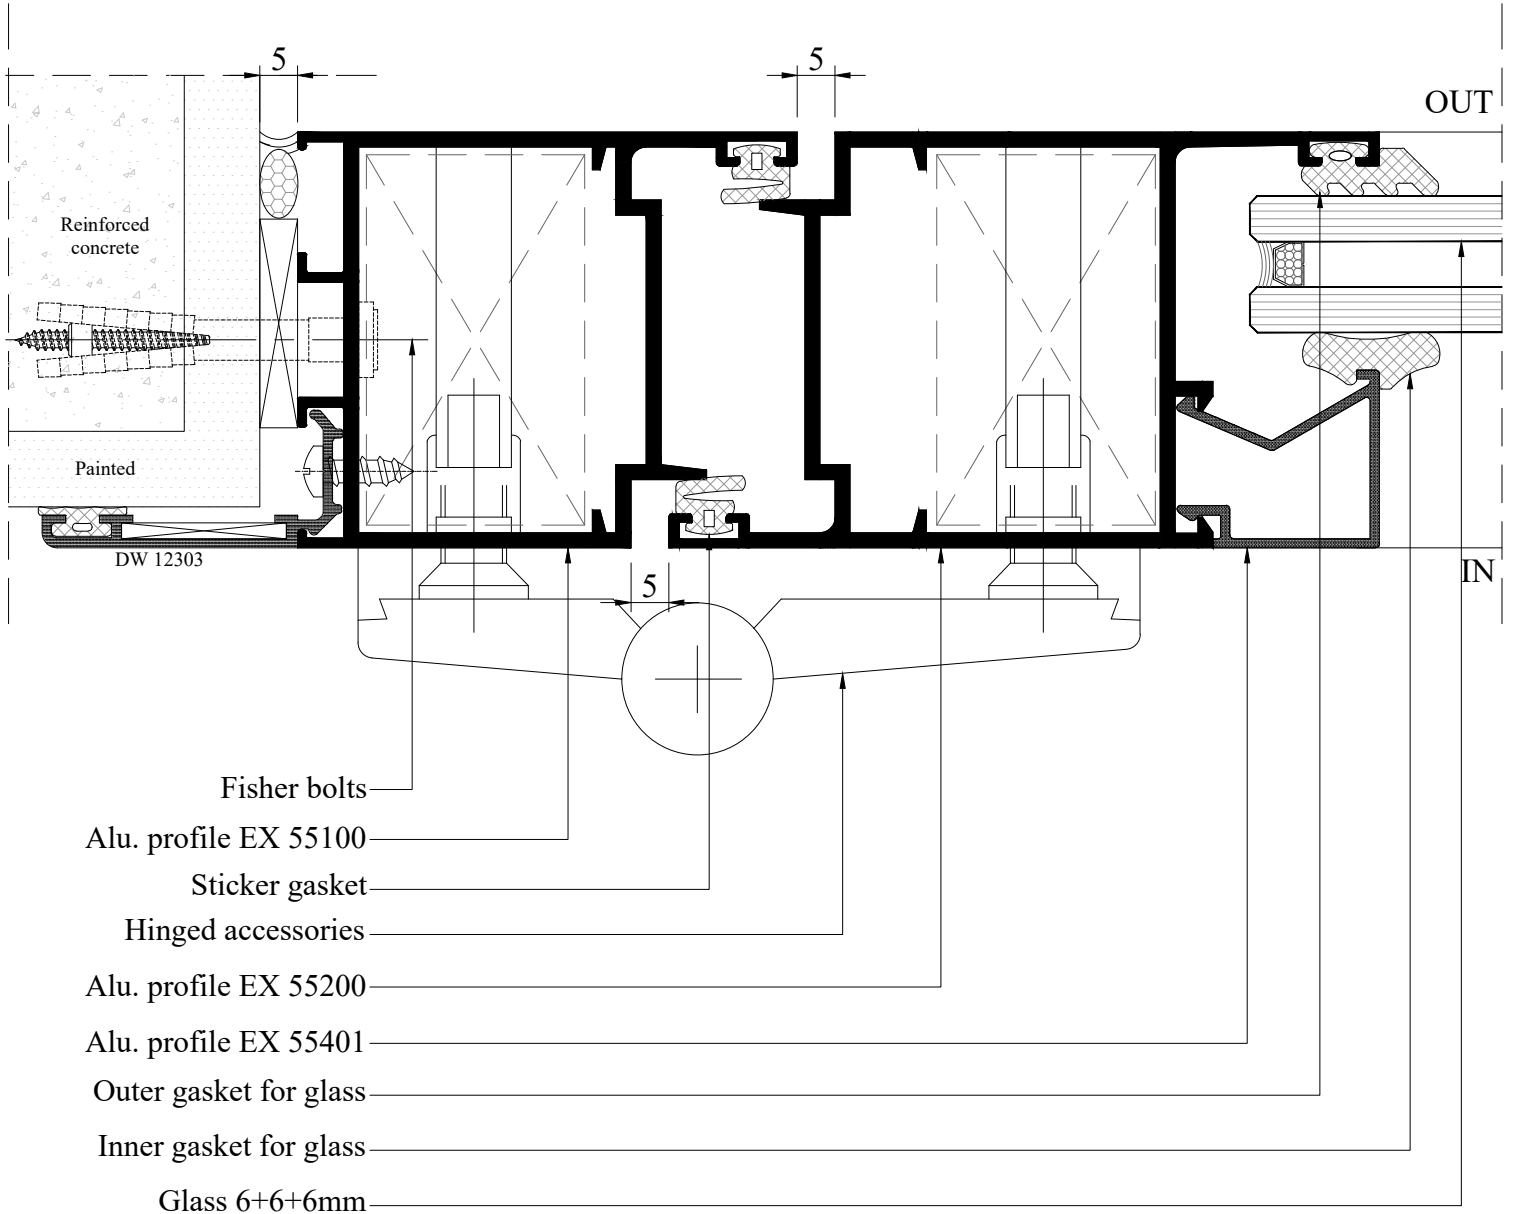 5
5
OUT
Reinforced
concrete
Painted
DW 12303
IN
5
Fisher bolts
Alu. profile EX 55100
Sticker gasket
Hinged accessories
Alu. profile EX 55200
Alu. profile EX 55401
Outer gasket for glass
Inner gasket for glass
Glass 6+6+6mm